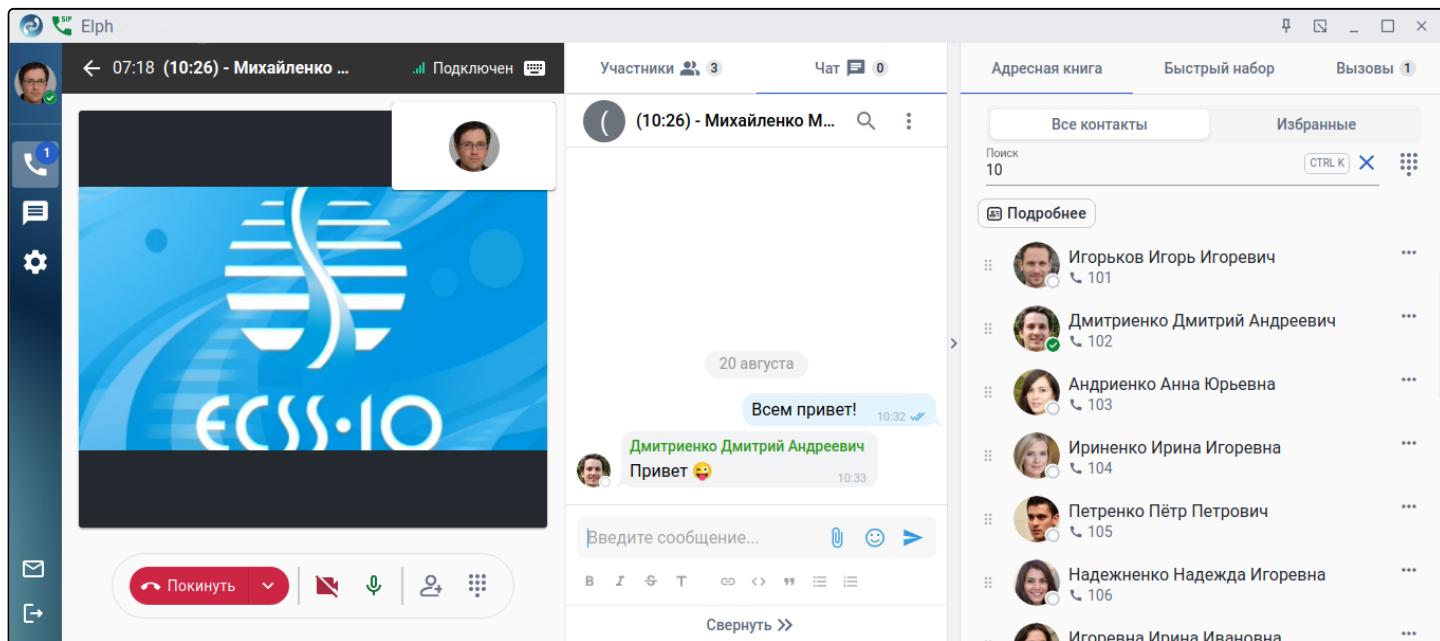 SIP Elph
1
07:18 (10:26) - Михайленко ... Подключен
ECSS·10
Покинуть
Участники 3 Чат 0
( (10:26) - Михайленко М...
20 августа
Всем привет! 10:32
Дмитриенко Дмитрий Андреевич
Привет 😜 10:33
Введите сообщение...
B I S T
Свернуть
Адресная книга Быстрый набор Вызовы 1
Все контакты Избранные
Поиск
10 CTRL K
Подробнее
Игорьков Игорь Игоревич
101
Дмитриенко Дмитрий Андреевич
102
Андриенко Анна Юрьевна
103
Ириненко Ирина Игоревна
104
Петренко Пётр Петрович
105
Надежненко Надежда Игоревна
106
Игоревна Ирина Ивановна